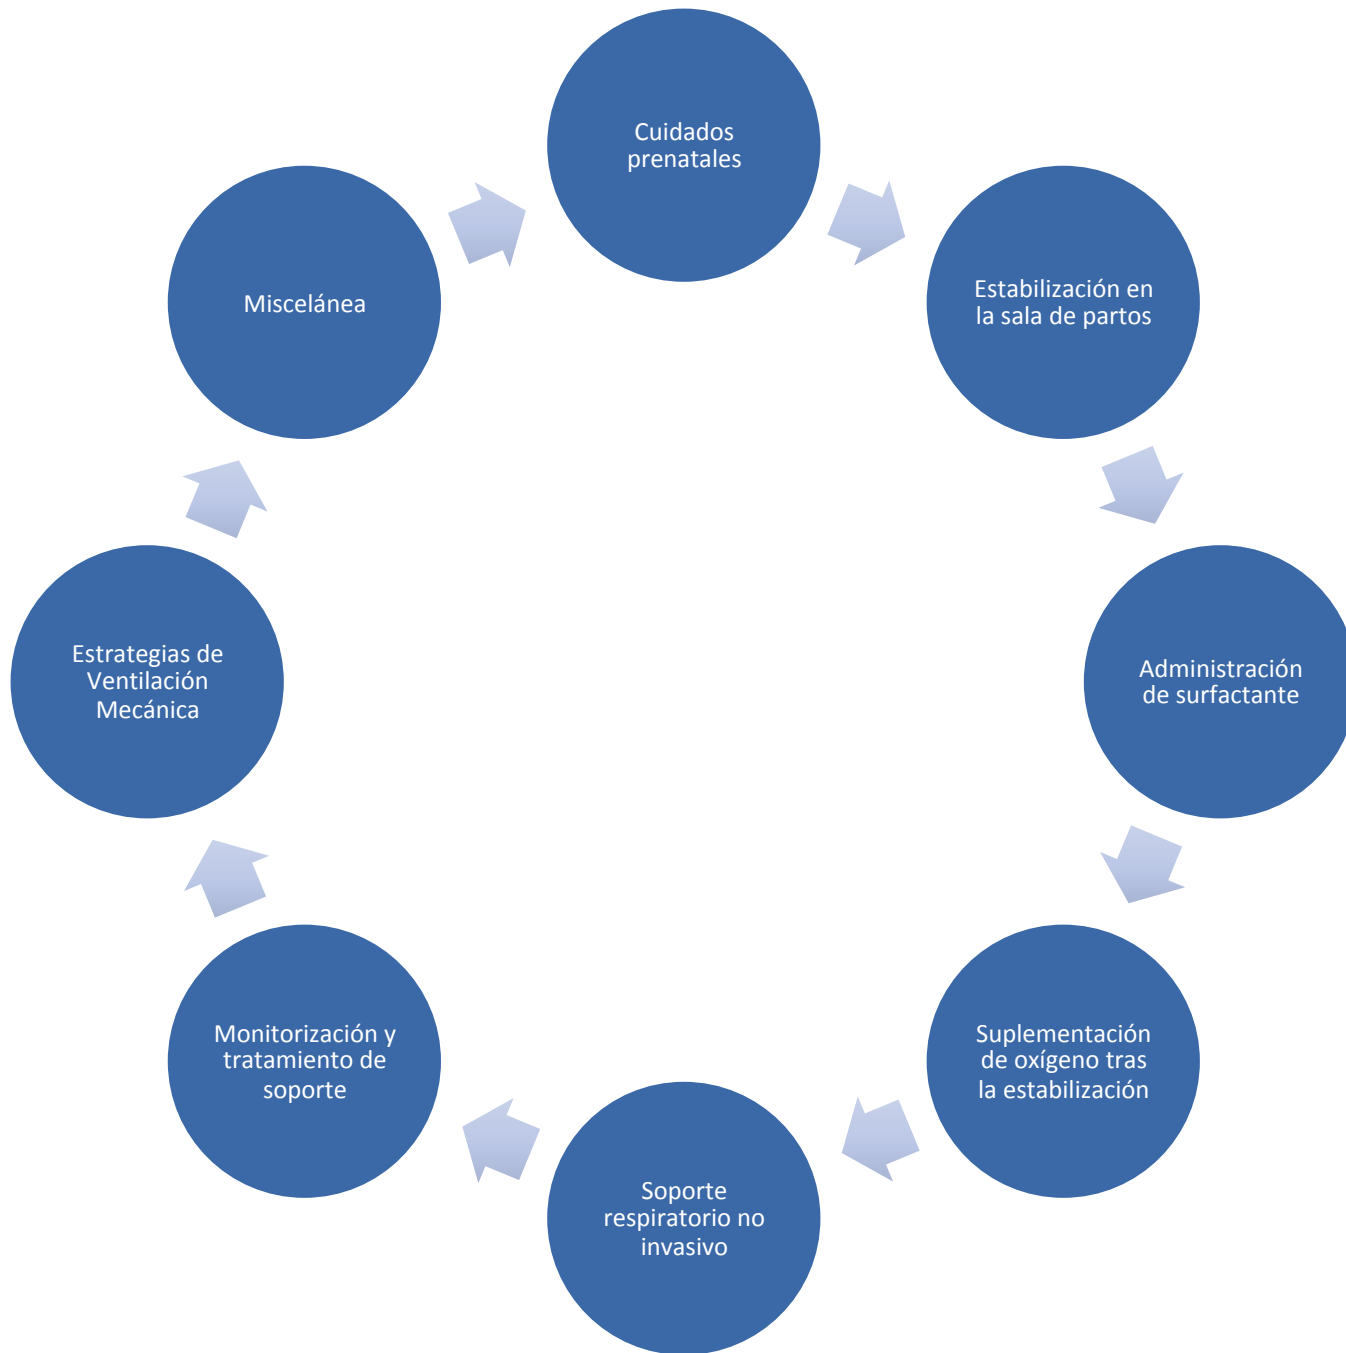 Cuidados
prenatales
Estabilización en
la sala de partos
Administración
de surfactante
Suplementación
de oxígeno tras
la estabilización
Soporte
respiratorio no
invasivo
Monitorización y
tratamiento de
soporte
Estrategias de
Ventilación
Mecánica
Miscelánea